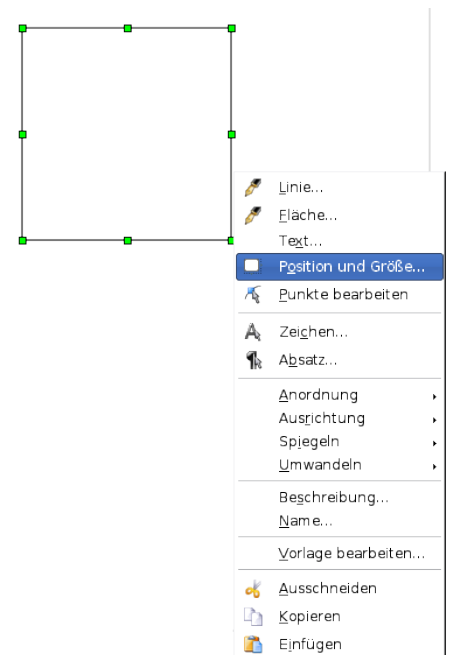 Linie...
Fläche...
Text...
Position und Größe...
Punkte bearbeiten
Zeichen...
Absatz...
Anordnung
Ausrichtung
Spiegeln
Umwandeln
Beschreibung...
Name...
Vorlage bearbeiten...
Ausschneiden
Kopieren
Einfügen